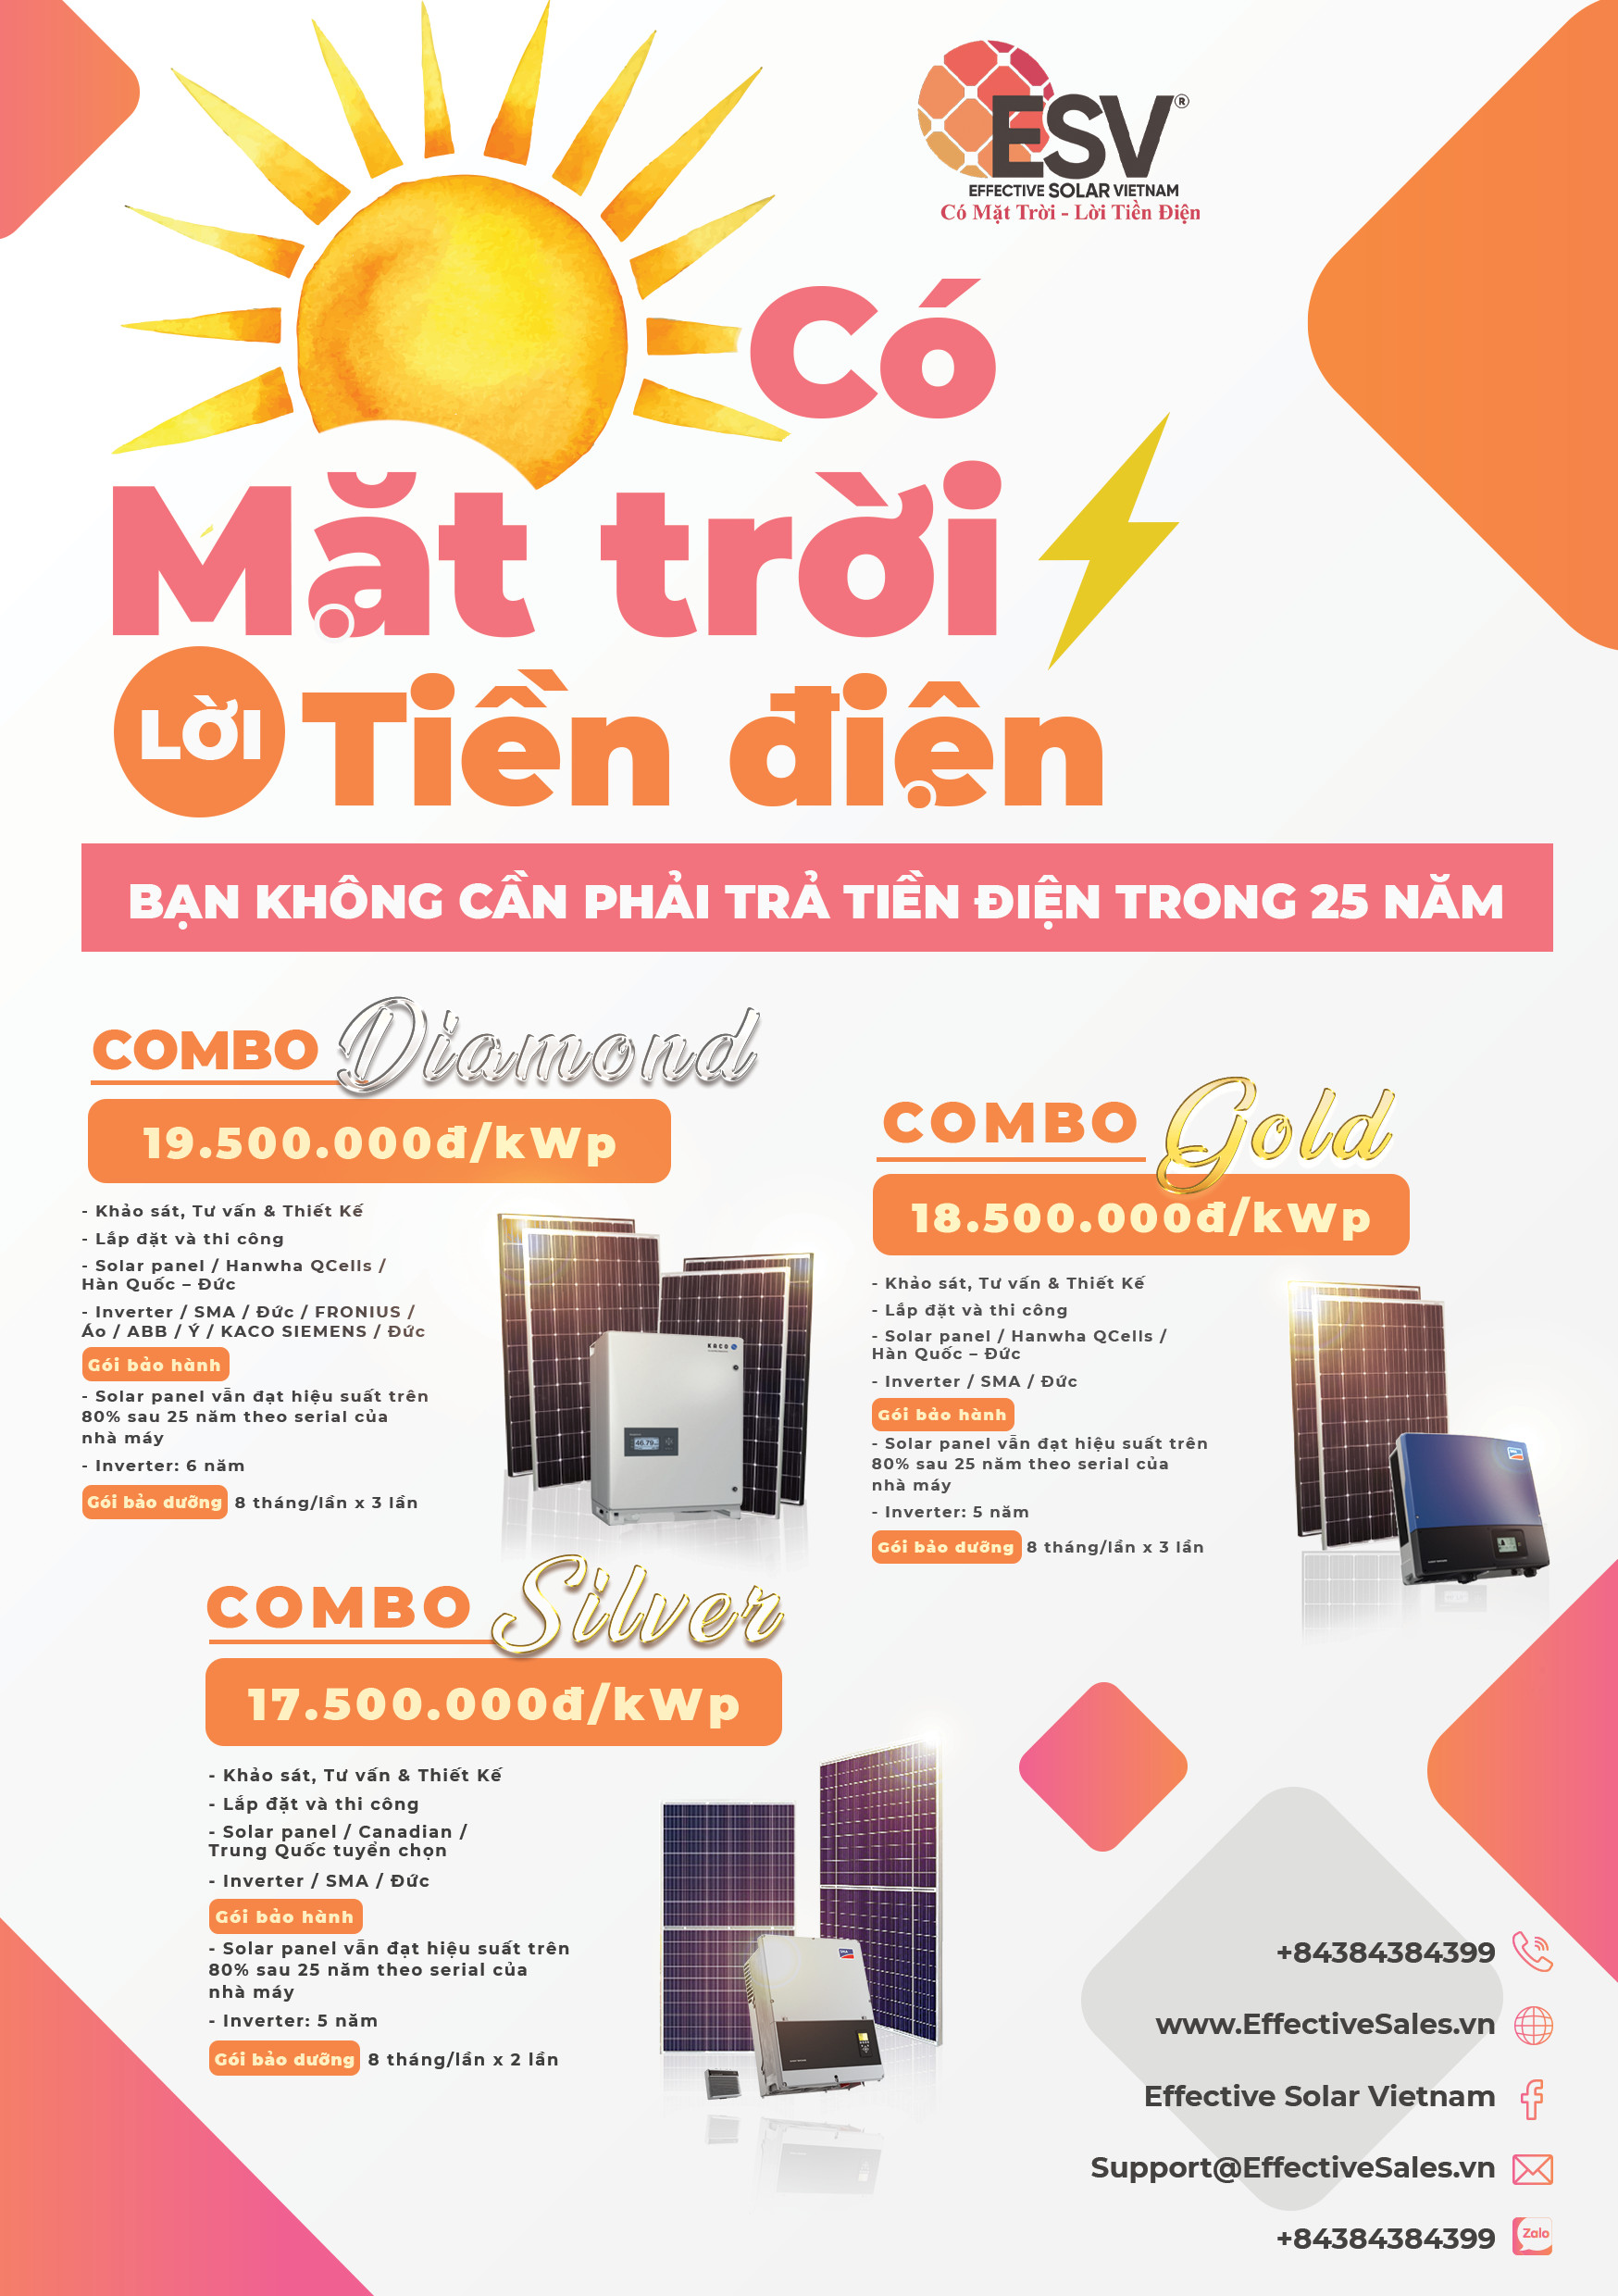 ESV®
EFFECTIVE SOLAR VIETNAM
Có Mặt Trời - Lời Tiền Điện
Có
Mặt trời
LỜI Tiền điện
BẠN KHÔNG CẦN PHẢI TRẢ TIỀN ĐIỆN TRONG 25 NĂM
COMBO Diamond
19.500.000đ/kWp
- Khảo sát, Tư vấn & Thiết Kế
- Lắp đặt và thi công
- Solar panel / Hanwha QCells /
Hàn Quốc – Đức
- Inverter / SMA / Đức / FRONIUS /
Áo / ABB / Ý / KACO SIEMENS / Đức
Gói bảo hành
- Solar panel vẫn đạt hiệu suất trên
80% sau 25 năm theo serial của
nhà máy
- Inverter: 6 năm
Gói bảo dưỡng 8 tháng/lần x 3 lần
KACO
46.79
COMBO Gold
18.500.000đ/kWp
- Khảo sát, Tư vấn & Thiết Kế
- Lắp đặt và thi công
- Solar panel / Hanwha QCells /
Hàn Quốc – Đức
- Inverter / SMA / Đức
Gói bảo hành
- Solar panel vẫn đạt hiệu suất trên
80% sau 25 năm theo serial của
nhà máy
- Inverter: 5 năm
Gói bảo dưỡng 8 tháng/lần x 3 lần
COMBO Silver
17.500.000đ/kWp
- Khảo sát, Tư vấn & Thiết Kế
- Lắp đặt và thi công
- Solar panel / Canadian /
Trung Quốc tuyển chọn
- Inverter / SMA / Đức
Gói bảo hành
- Solar panel vẫn đạt hiệu suất trên
80% sau 25 năm theo serial của
nhà máy
- Inverter: 5 năm
Gói bảo dưỡng 8 tháng/lần x 2 lần
+84384384399
www.EffectiveSales.vn
Effective Solar Vietnam
Support@EffectiveSales.vn
+84384384399
Zalo